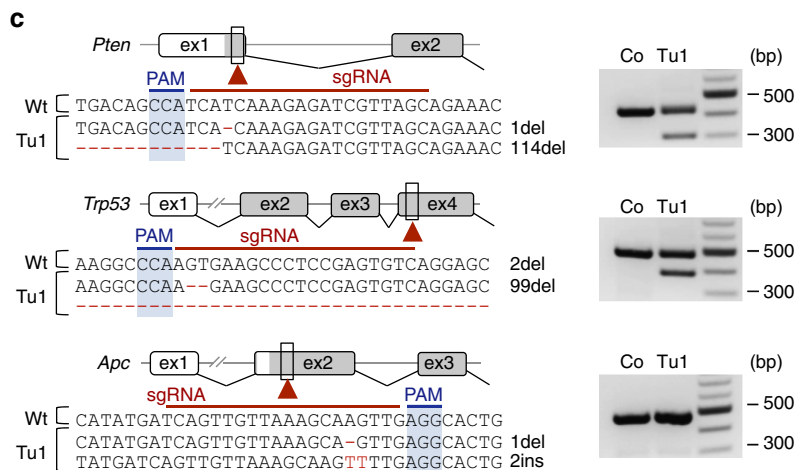 c
Pten ex1 ex2
PAM sgRNA
Wt TGACAGCCATCATCAAAGAGATCGTTAGCAGAAAC
Tu1 TGACAGCCATCA-CAAAGAGATCGTTAGCAGAAAC 1del
------------TCAAAGAGATCGTTAGCAGAAAC 114del
Co Tu1 (bp)
500
300
Trp53 ex1 ex2 ex3 ex4
PAM sgRNA
Wt AAGGCCCAAGTGAAGCCCTCCGAGTGTCAGGAGC 2del
Tu1 AAGGCCCAA--GAAGCCCTCCGAGTGTCAGGAGC 99del
----------------------------------
Co Tu1 (bp)
500
300
Apc ex1 ex2 ex3
sgRNA PAM
Wt CATATGATCAGTTGTTAAAGCAAGTTGAGGCACTG
Tu1 CATATGATCAGTTGTTAAAGCA-GTTGAGGCACTG 1del
TATGATCAGTTGTTAAAGCAAGTTTTGAGGCACTG 2ins
Co Tu1 (bp)
500
300